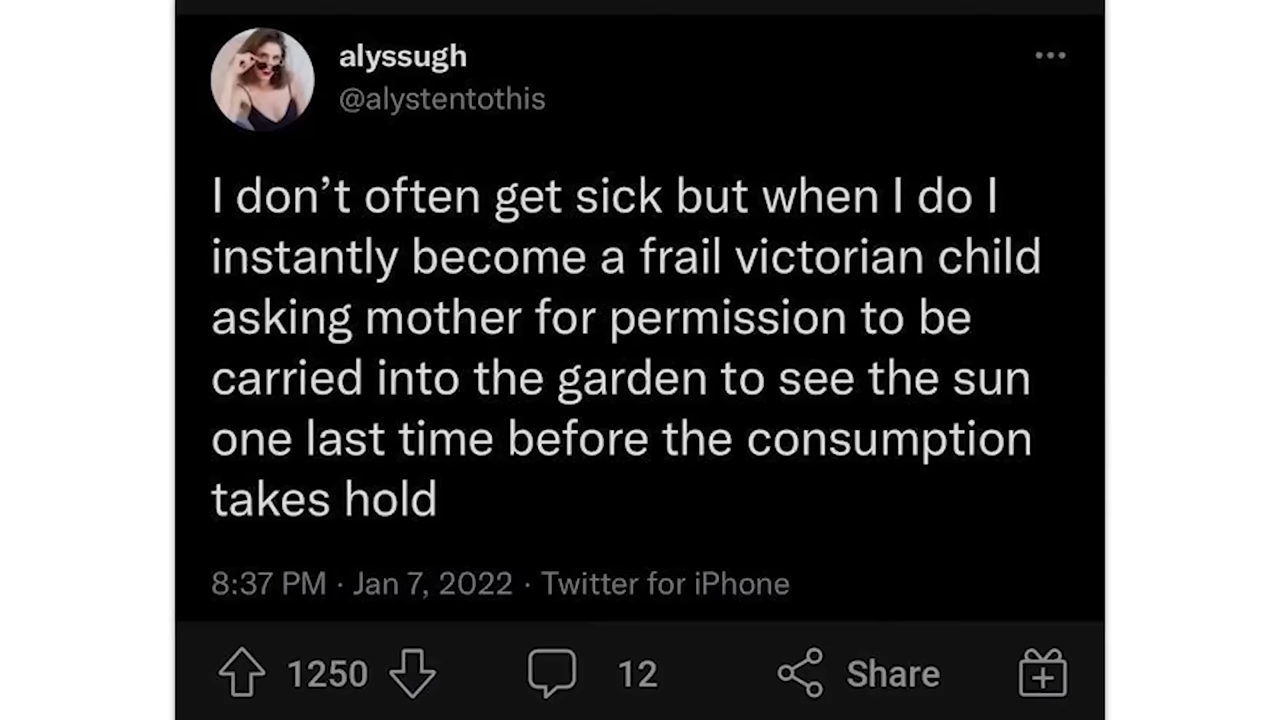 alyssugh
@alystentothis
I don’t often get sick but when I do I
instantly become a frail victorian child
asking mother for permission to be
carried into the garden to see the sun
one last time before the consumption
takes hold
8:37 PM · Jan 7, 2022 · Twitter for iPhone
1250 12 Share